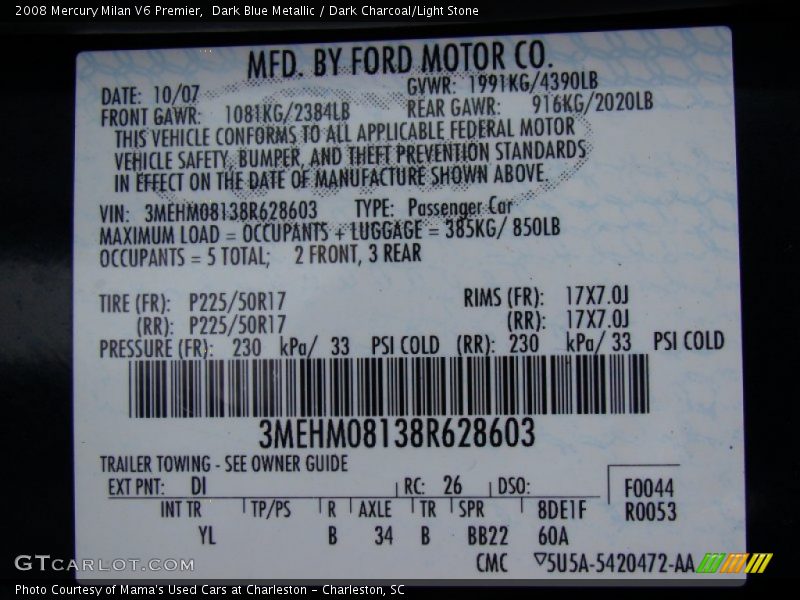 2008 Mercury Milan V6 Premier,  Dark Blue Metallic / Dark Charcoal/Light Stone
MFD. BY FORD MOTOR CO.
DATE: 10/07 GVWR: 1991KG/4390LB
FRONT GAWR: 1081KG/2384LB REAR GAWR: 916KG/2020LB
THIS VEHICLE CONFORMS TO ALL APPLICABLE FEDERAL MOTOR
VEHICLE SAFETY, BUMPER, AND THEFT PREVENTION STANDARDS
IN EFFECT ON THE DATE OF MANUFACTURE SHOWN ABOVE.
VIN: 3MEHM08138R628603 TYPE: Passenger Car
MAXIMUM LOAD = OCCUPANTS + LUGGAGE = 385KG/ 850LB
OCCUPANTS = 5 TOTAL; 2 FRONT, 3 REAR
TIRE (FR): P225/50R17 RIMS (FR): 17X7.0J
(RR): P225/50R17 (RR): 17X7.0J
PRESSURE (FR): 230 kPa/ 33 PSI COLD (RR): 230 kPa/ 33 PSI COLD
3MEHM08138R628603
TRAILER TOWING - SEE OWNER GUIDE
EXT PNT: DI RC: 26 DSO: F0044
INT TR TP/PS R AXLE TR SPR 8DE1F R0053
YL B 34 B BB22 60A
CMC ▽5U5A-5420472-AA
GTCARLOT.COM
Photo Courtesy of Mama's Used Cars at Charleston - Charleston, SC